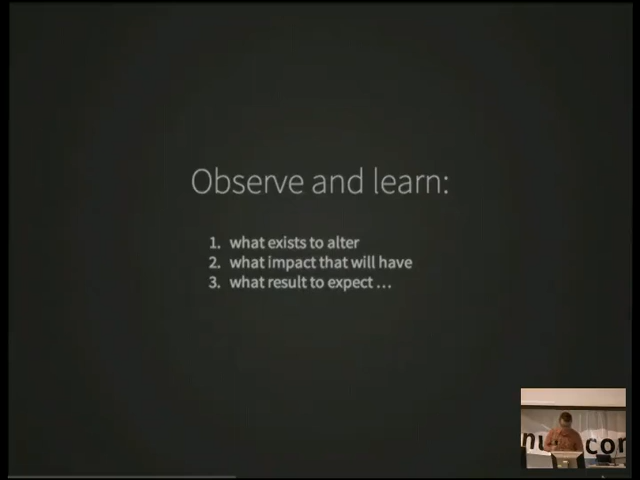 Observe and learn:
1. what exists to alter
2. what impact that will have
3. what result to expect ...